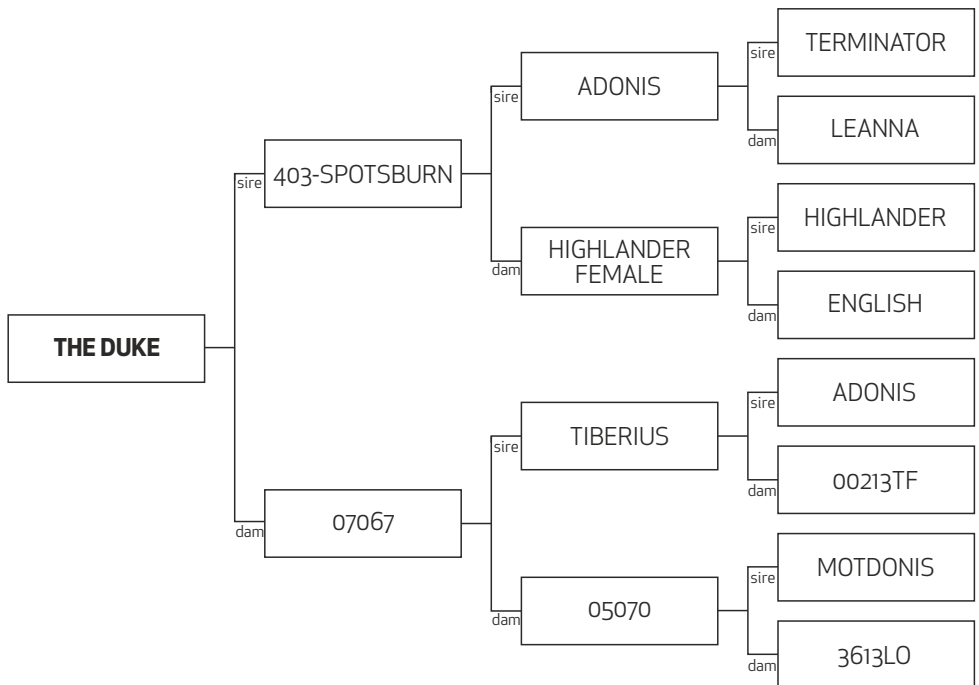 TERMINATOR
sire
ADONIS
sire
LEANNA
dam
403-SPOTSBURN
sire
HIGHLANDER
sire
HIGHLANDER
FEMALE
dam
ENGLISH
dam
THE DUKE
ADONIS
sire
TIBERIUS
sire
00213TF
dam
07067
dam
MOTDONIS
sire
05070
dam
3613LO
dam